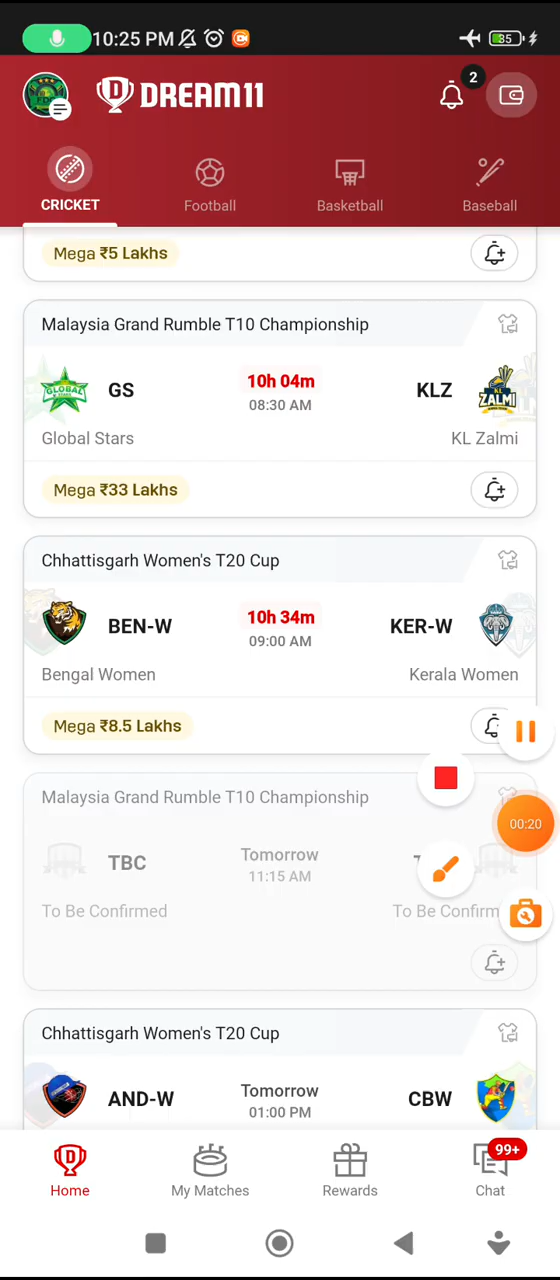 10:25 PM
35
DREAM11
2
CRICKET
Football
Basketball
Baseball
Mega ₹5 Lakhs
Malaysia Grand Rumble T10 Championship
GS
10h 04m
KLZ
08:30 AM
Global Stars
KL Zalmi
Mega ₹33 Lakhs
Chhattisgarh Women's T20 Cup
BEN-W
10h 34m
KER-W
09:00 AM
Bengal Women
Kerala Women
Mega ₹8.5 Lakhs
Malaysia Grand Rumble T10 Championship
00:20
TBC
Tomorrow
T
11:15 AM
To Be Confirmed
To Be Confirm
Chhattisgarh Women's T20 Cup
AND-W
Tomorrow
CBW
01:00 PM
Home
My Matches
Rewards
99+
Chat